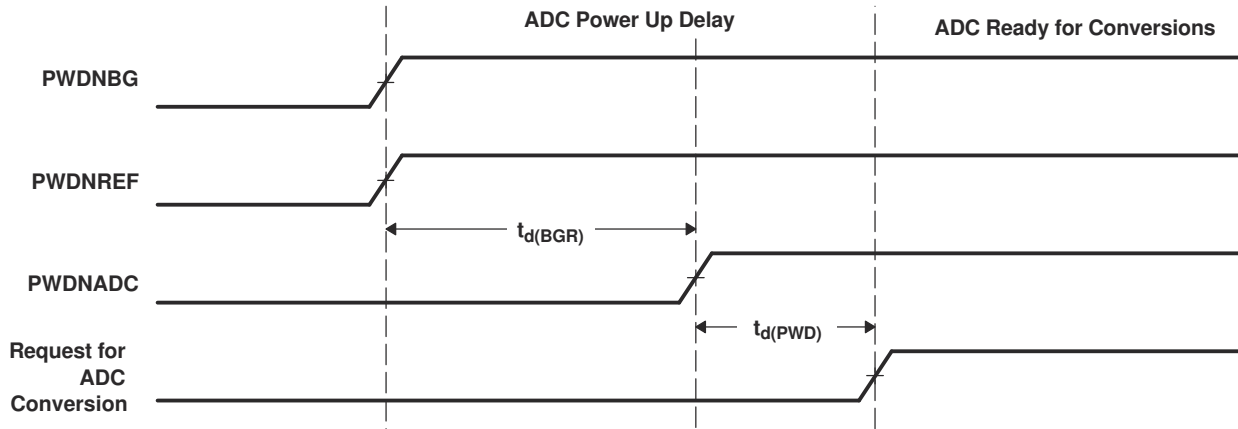 ADC Power Up Delay
ADC Ready for Conversions
PWDNBG
PWDNREF
td(BGR)
PWDNADC
td(PWD)
Request for
ADC
Conversion